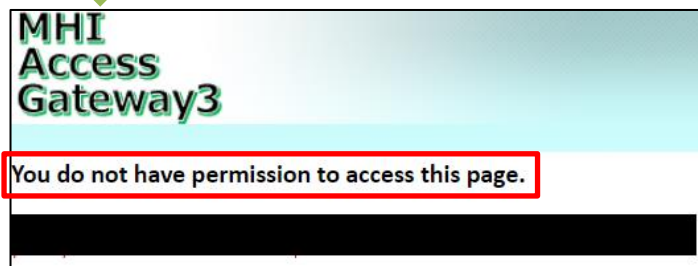 MHI
Access
Gateway3
You do not have permission to access this page.